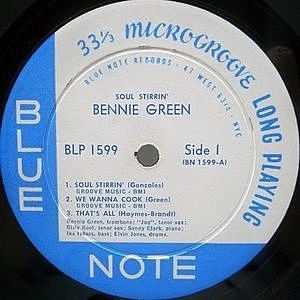 33 1/3 MICROGROOVE LONG PLAYING
BLUE NOTE RECORDS • 47 WEST 63rd, NYC
SOUL STIRRIN'
BENNIE GREEN
BLP 1599
Side 1
(BN 1599-A)
1. SOUL STIRRIN' (Gonzales)
GROOVE MUSIC - BMI
2. WE WANNA COOK (Green)
GROOVE MUSIC - BMI
3. THAT'S ALL (Haymes-Brandt)
Bennie Green, trombone; "Jug", tenor sax;
Billy Root, tenor sax; Sonny Clark, piano;
Ike Isaacs, bass; Elvin Jones, drums.
BLUE
NOTE